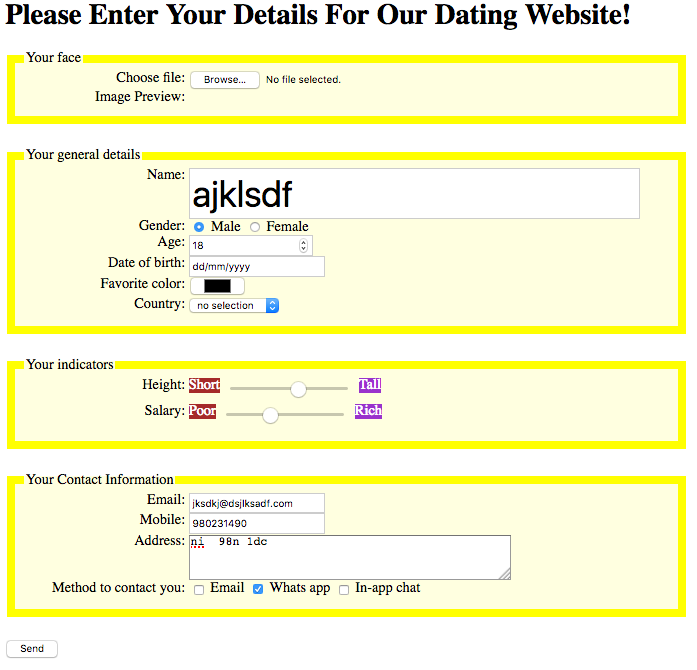 Please Enter Your Details For Our Dating Website!
Your face
Choose file: Browse... No file selected.
Image Preview:
Your general details
Name: ajklsdf
Gender: Male Female
Age: 18
Date of birth: dd/mm/yyyy
Favorite color:
Country: no selection
Your indicators
Height: Short Tall
Salary: Poor Rich
Your Contact Information
Email: jksdkj@dsjlksadf.com
Mobile: 980231490
Address: ni 98n 1dc
Method to contact you: Email Whats app In-app chat
Send